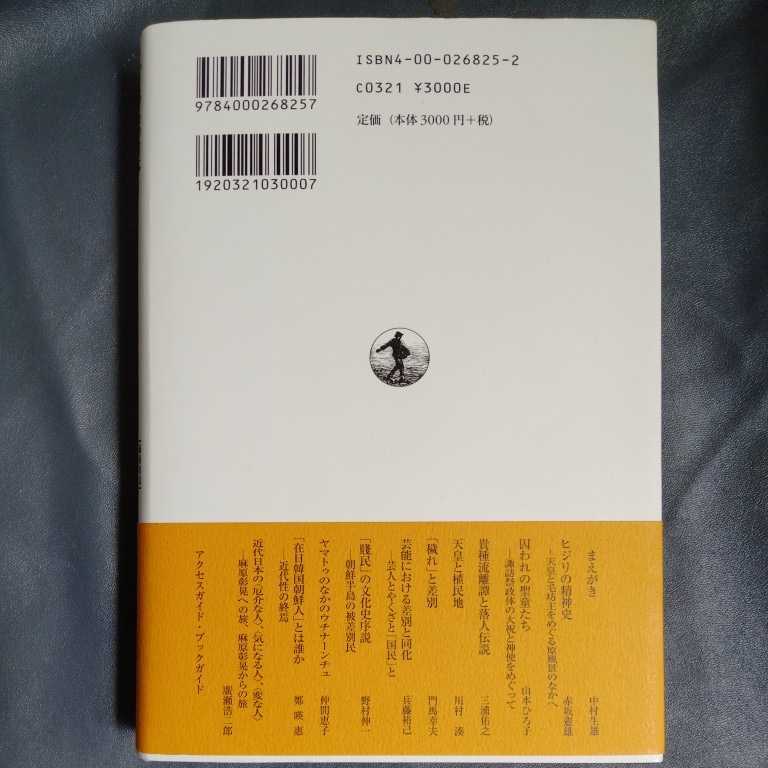 ISBN4-00-026825-2
C0321 ¥3000E
定価（本体3000円＋税）
9784000268257
1920321030007
まえがき 中村生雄
ヒジリの精神史 赤坂憲雄
―天皇と毛坊主をめぐる原風景のなかへ
囚われの聖童たち 山本ひろ子
―諏訪祭政体の大祝と神使をめぐって
貴種流離譚と落人伝説 三浦佑之
天皇と植民地 川村 湊
「穢れ」と差別 門馬幸夫
芸能における差別と同化 兵藤裕己
―芸人とやくざと「国民」と
「賤民」の文化史序説 野村伸一
―朝鮮半島の被差別民
ヤマトゥのなかのウチナーンチュ 仲間恵子
「在日韓国朝鮮人」とは誰か 鄭 暎惠
―近代性の終焉
近代日本の〈厄介な人〉、〈気になる人〉、〈変な人〉 廣瀬浩二郎
―麻原彰晃への旅、麻原彰晃からの旅
アクセスガイド・ブックガイド